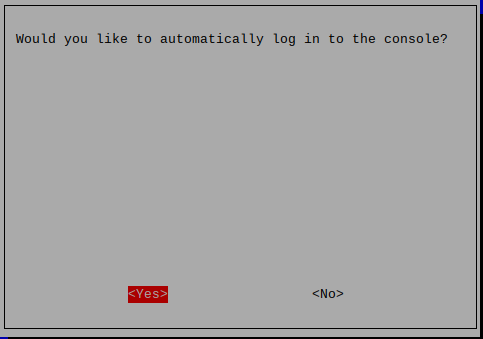 Would you like to automatically log in to the console?
<Yes> <No>